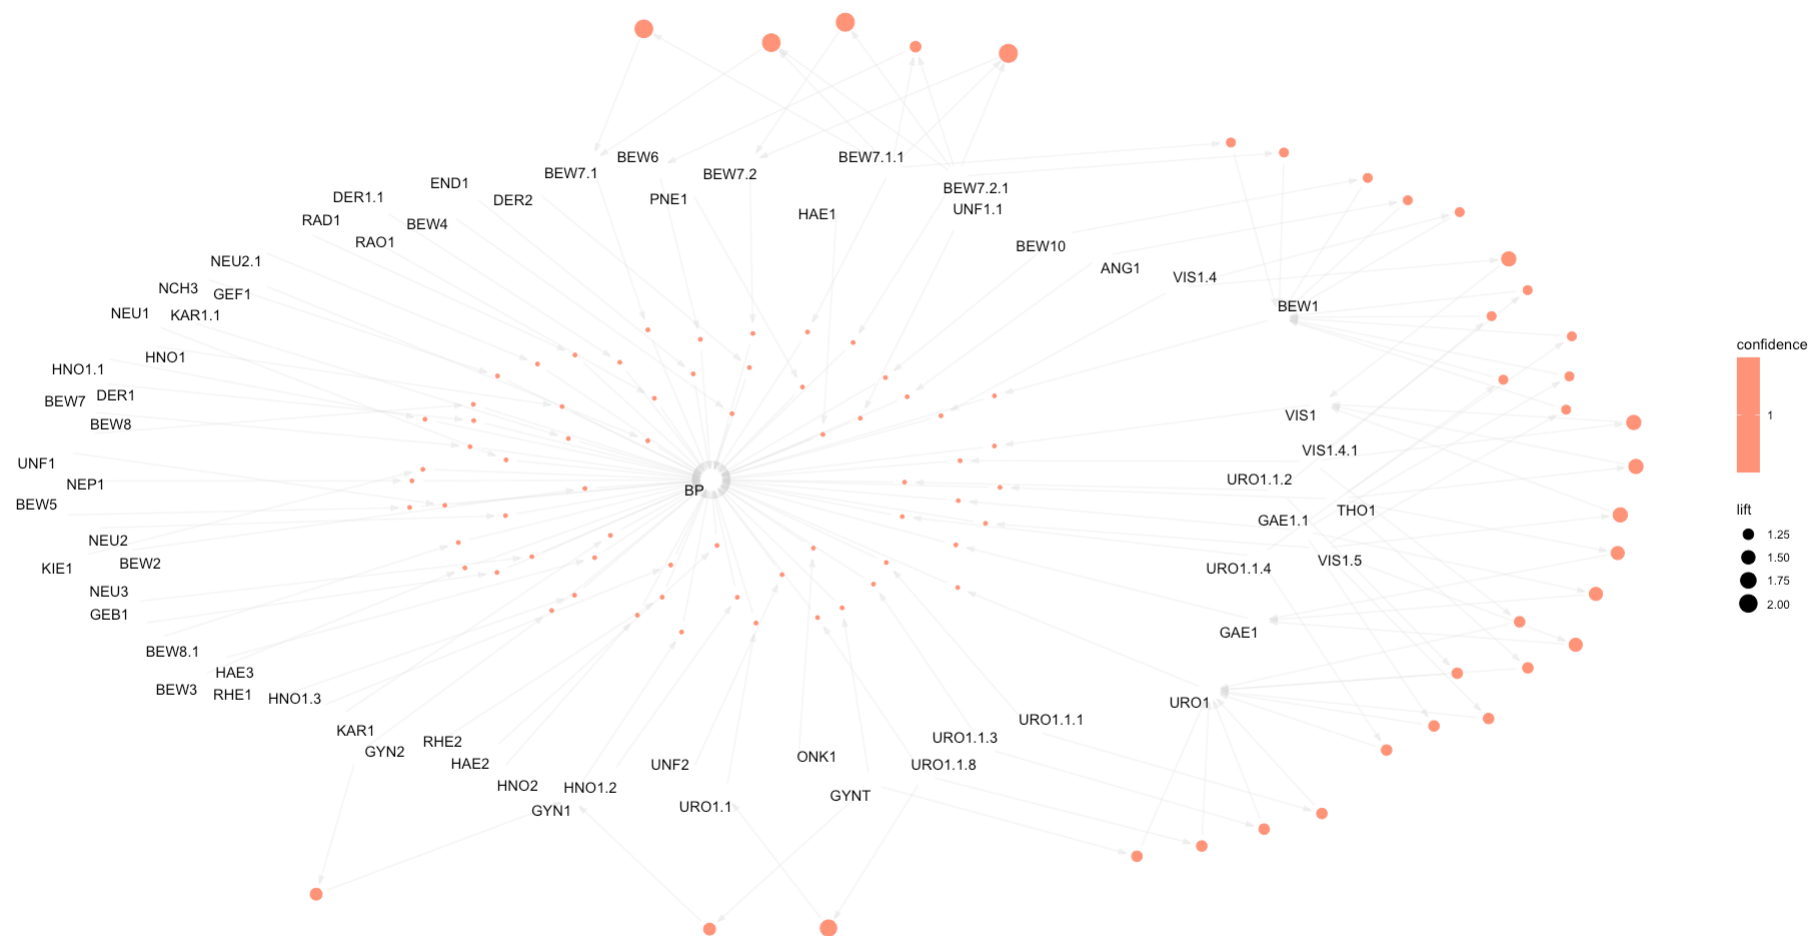 BEW6
BEW7.1.1
BEW7.1
BEW7.2
END1
BEW7.2.1
DER1.1
DER2
PNE1
UNF1.1
HAE1
RAD1
BEW4
RAO1
BEW10
NEU2.1
ANG1
VIS1.4
NCH3
GEF1
BEW1
NEU1
KAR1.1
confidence
HNO1
HNO1.1
DER1
BEW7
1
VIS1
BEW8
VIS1.4.1
UNF1
URO1.1.2
NEP1
BP
BEW5
THO1
lift
GAE1.1
1.25
NEU2
1.50
BEW2
VIS1.5
KIE1
URO1.1.4
1.75
NEU3
2.00
GEB1
GAE1
BEW8.1
HAE3
BEW3
RHE1
HNO1.3
URO1
URO1.1.1
KAR1
URO1.1.3
RHE2
GYN2
ONK1
HAE2
UNF2
URO1.1.8
HNO2
HNO1.2
GYNT
URO1.1
GYN1